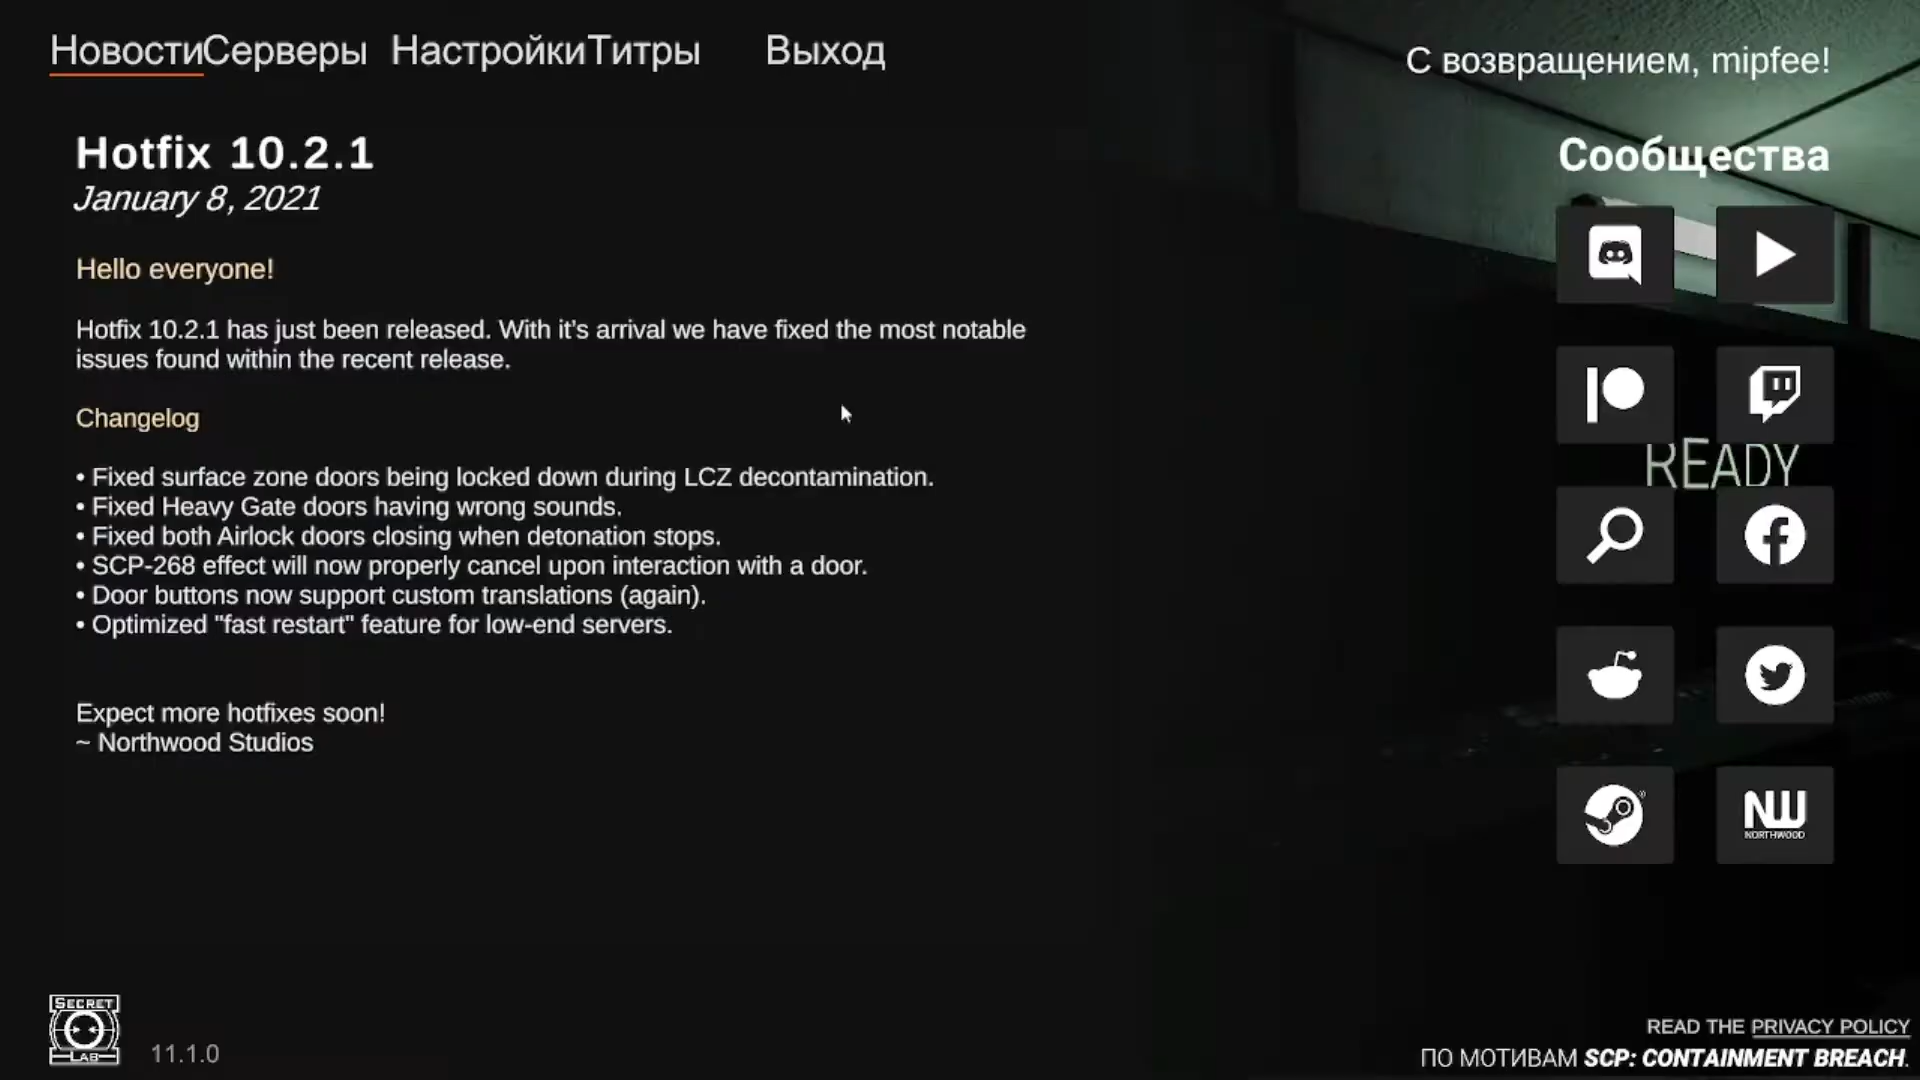 Новости Серверы Настройки Титры Выход
С возвращением, mipfee!
Hotfix 10.2.1
January 8, 2021
Hello everyone!
Hotfix 10.2.1 has just been released. With it's arrival we have fixed the most notable
issues found within the recent release.
Changelog
• Fixed surface zone doors being locked down during LCZ decontamination.
• Fixed Heavy Gate doors having wrong sounds.
• Fixed both Airlock doors closing when detonation stops.
• SCP-268 effect will now properly cancel upon interaction with a door.
• Door buttons now support custom translations (again).
• Optimized "fast restart" feature for low-end servers.
Expect more hotfixes soon!
~ Northwood Studios
Сообщества
READY
NW
NORTHWOOD
SECRET
LAB
11.1.0
READ THE PRIVACY POLICY
ПО МОТИВАМ SCP: CONTAINMENT BREACH.